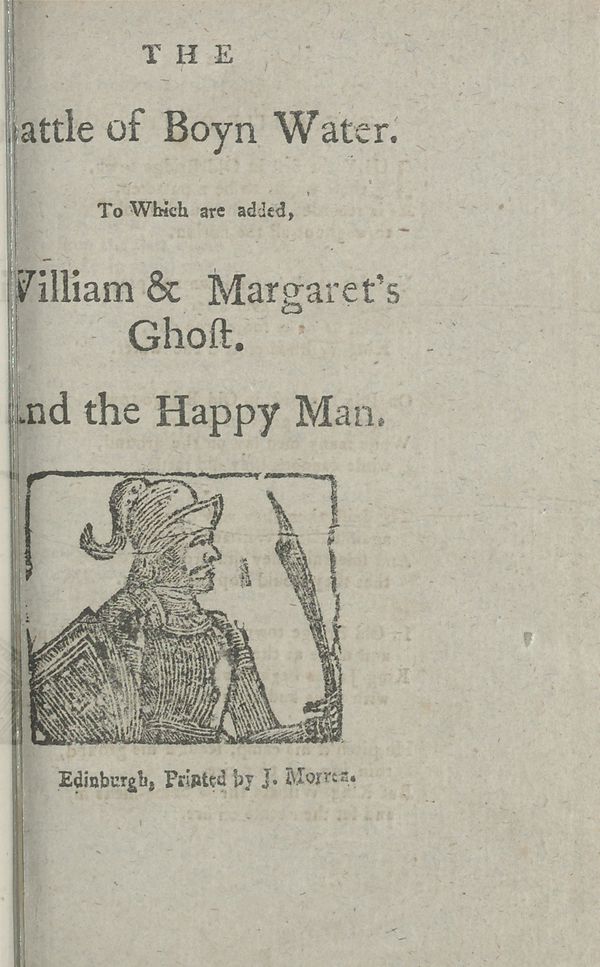 THE
attle of Boyn Water.
To Which are added,
William & Margaret's
Ghoſt.
And the Happy Man.
Edinburgh, Printed by J. Morren.